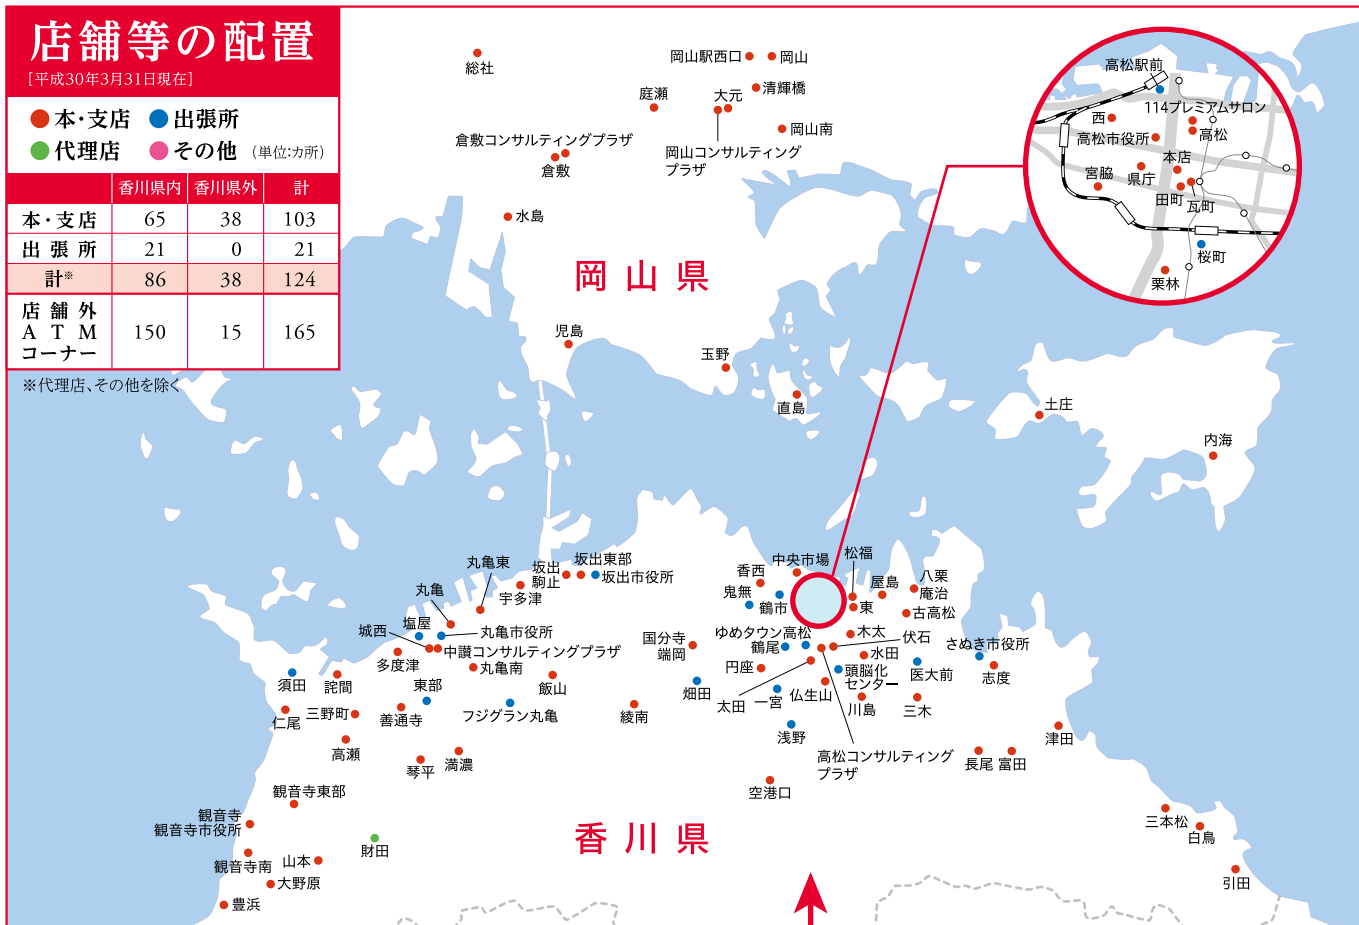 店舗等の配置
［平成30年3月31日現在］
本・支店
出張所
代理店
その他
（単位：カ所）
香川県内 香川県外 計
本・支店 65 38 103
出張所 21 0 21
計※ 86 38 124
店舗外
ATM
コーナー
150 15 165
※代理店、その他を除く
総社
岡山駅西口
岡山
清輝橋
庭瀬
大元
岡山南
岡山コンサルティング
プラザ
倉敷コンサルティングプラザ
倉敷
水島
岡山県
児島
玉野
直島
土庄
内海
高松駅前
114プレミアムサロン
西
高松
高松市役所
本店
宮脇
県庁
田町
瓦町
桜町
栗林
丸亀東
坂出
駒止
坂出東部
坂出市役所
宇多津
丸亀
塩屋
城西
丸亀市役所
中讃コンサルティングプラザ
多度津
丸亀南
飯山
東部
フジグラン丸亀
須田
詫間
仁尾
三野町
善通寺
高瀬
琴平
満濃
観音寺東部
観音寺
観音寺市役所
観音寺南
山本
財田
大野原
豊浜
中央市場
松福
香西
鬼無
鶴市
屋島
八栗
庵治
東
古高松
国分寺
端岡
ゆめタウン高松
鶴尾
木太
伏石
さぬき市役所
水田
円座
頭脳化
センター
医大前
志度
畑田
太田
一宮
仏生山
川島
三木
綾南
浅野
高松コンサルティング
プラザ
津田
長尾
富田
空港口
三本松
白鳥
引田
香川県